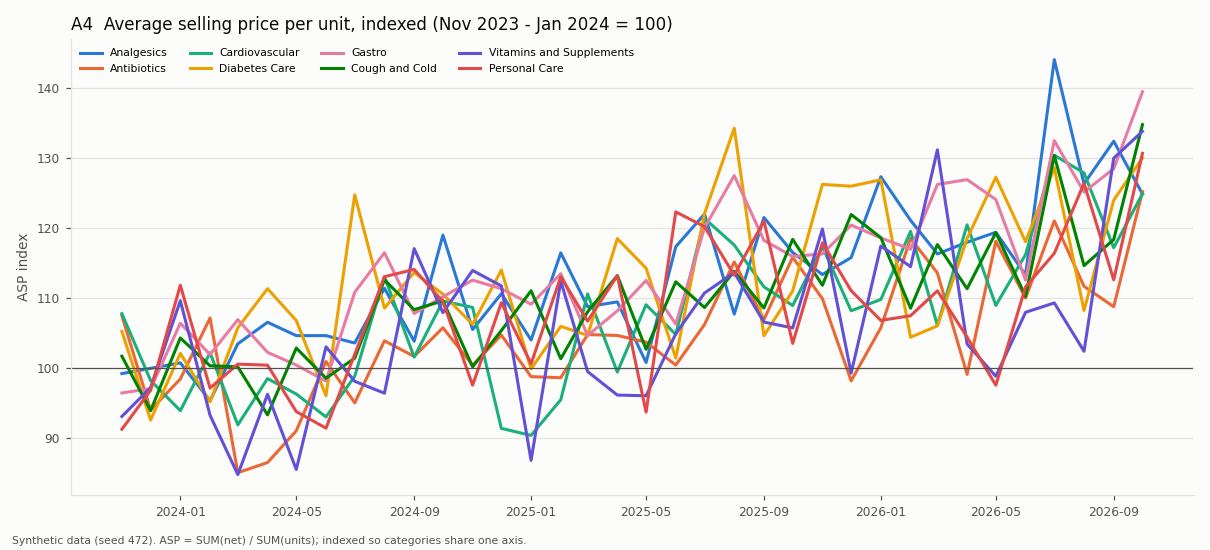 A4 Average selling price per unit, indexed (Nov 2023 - Jan 2024 = 100)
Analgesics Cardiovascular Gastro Vitamins and Supplements
Antibiotics Diabetes Care Cough and Cold Personal Care
ASP index
140
130
120
110
100
90
2024-01 2024-05 2024-09 2025-01 2025-05 2025-09 2026-01 2026-05 2026-09
Synthetic data (seed 472). ASP = SUM(net) / SUM(units); indexed so categories share one axis.